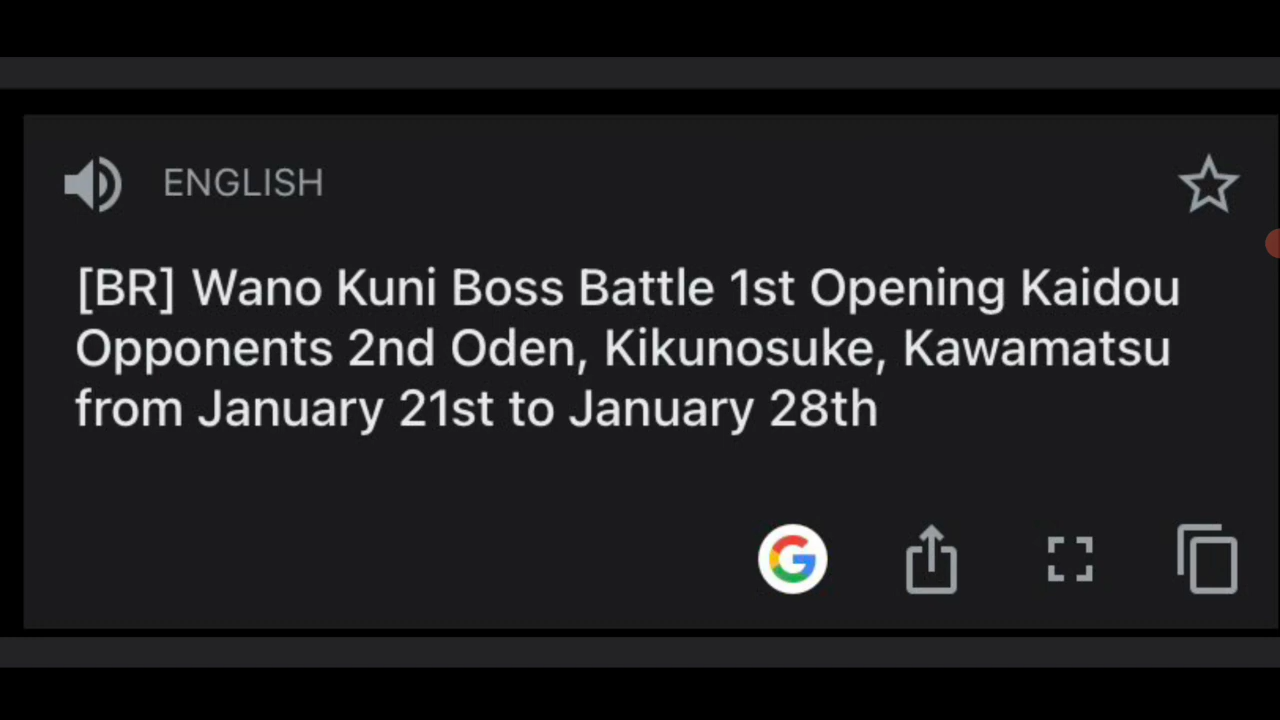 ENGLISH
[BR] Wano Kuni Boss Battle 1st Opening Kaidou
Opponents 2nd Oden, Kikunosuke, Kawamatsu
from January 21st to January 28th